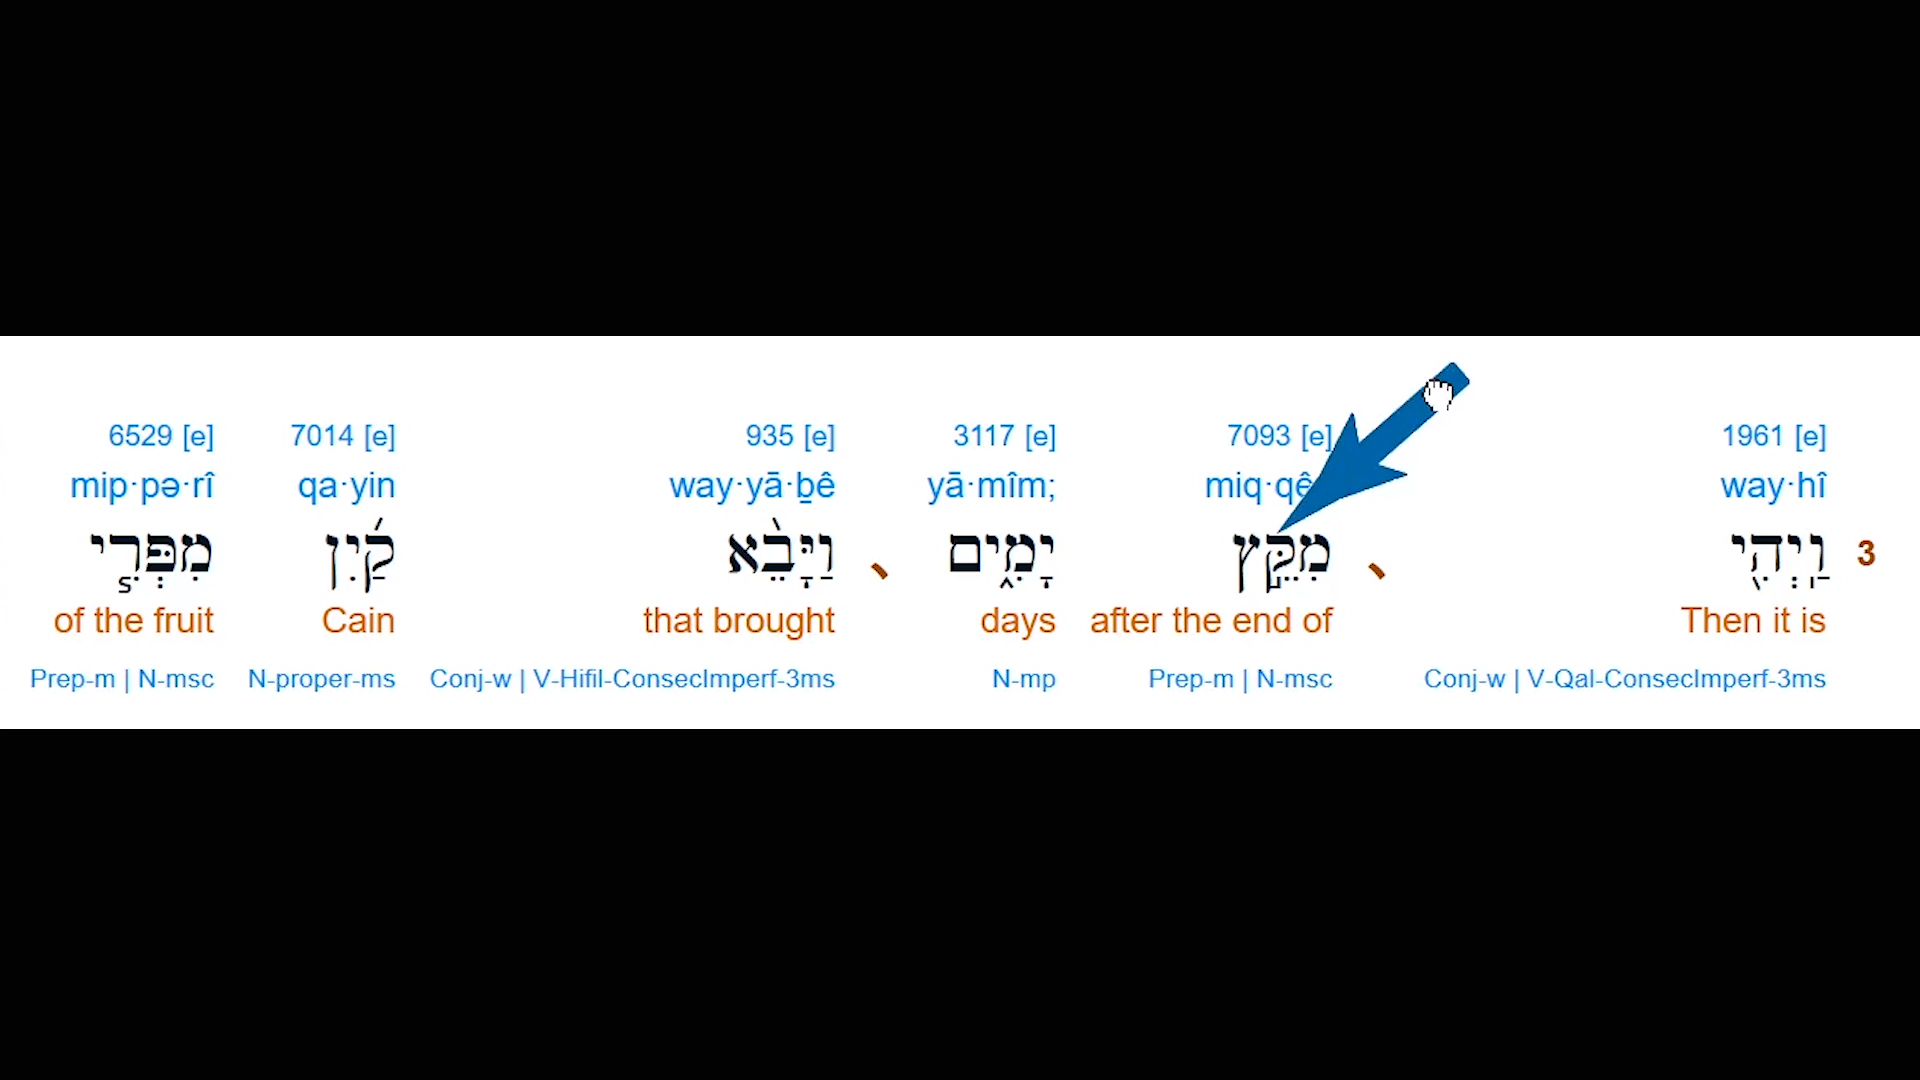 6529 [e] 7014 [e] 935 [e] 3117 [e] 7093 [e] 1961 [e]
mip·pə·rî qa·yin way·yā·ḇê yā·mîm; miq·qê way·hî
3 וַֽיְהִ֖י 、 מִקֵּ֣ץ יָמִ֑ים 、 וַיָּבֵ֨א קַ֜יִן מִפְּרִ֧י
of the fruit Cain that brought days after the end of Then it is
Prep-m | N-msc N-proper-ms Conj-w | V-Hifil-ConsecImperf-3ms N-mp Prep-m | N-msc Conj-w | V-Qal-ConsecImperf-3ms